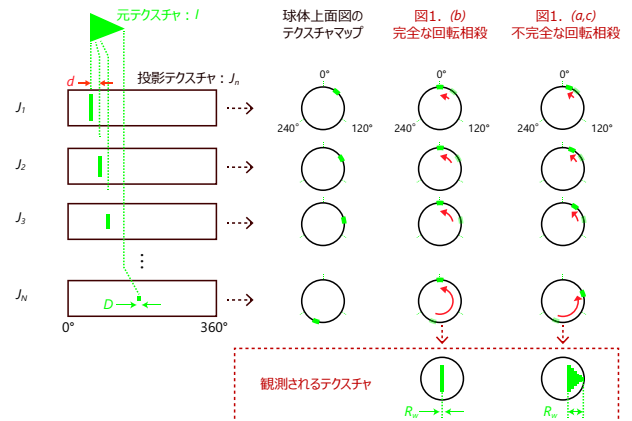 元テクスチャ：I
球体上面図の
テクスチャマップ
図1．(b)
完全な回転相殺
図1．(a,c)
不完全な回転相殺
d
投影テクスチャ：Jn
J1
0°
0°
0°
240°
120°
240°
120°
240°
120°
J2
J3
…
JN
D
0°
360°
観測されるテクスチャ
Rw
Rw